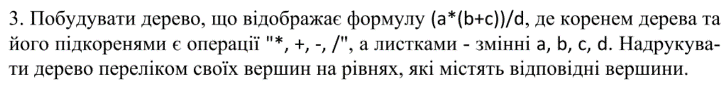 3. Побудувати дерево, що відображає формулу (a*(b+c))/d, де коренем дерева та
його підкоренями є операції "*, +, -, /", а листками - змінні a, b, c, d. Надрукува-
ти дерево переліком своїх вершин на рівнях, які містять відповідні вершини.